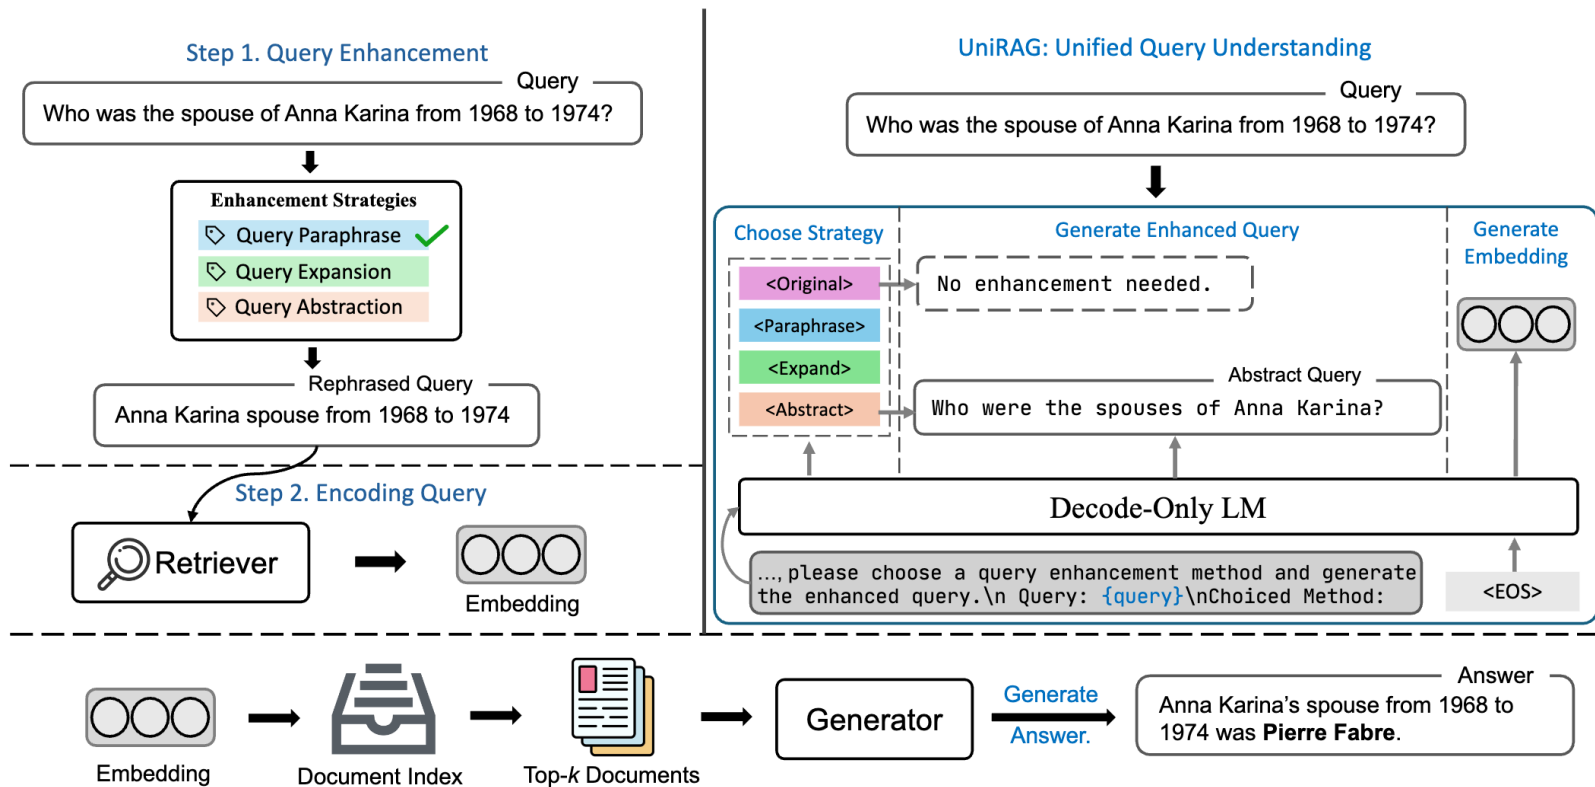 Step 1. Query Enhancement
Query
Who was the spouse of Anna Karina from 1968 to 1974?
Enhancement Strategies
Query Paraphrase
Query Expansion
Query Abstraction
Rephrased Query
Anna Karina spouse from 1968 to 1974
Step 2. Encoding Query
Retriever
Embedding
UniRAG: Unified Query Understanding
Query
Who was the spouse of Anna Karina from 1968 to 1974?
Choose Strategy
<Original>
<Paraphrase>
<Expand>
<Abstract>
Generate Enhanced Query
No enhancement needed.
Abstract Query
Who were the spouses of Anna Karina?
Generate
Embedding
Decode-Only LM
..., please choose a query enhancement method and generate
the enhanced query.\n Query: {query}\nChoiced Method:
<EOS>
Embedding
Document Index
Top-k Documents
Generator
Generate
Answer.
Answer
Anna Karina's spouse from 1968 to
1974 was Pierre Fabre.